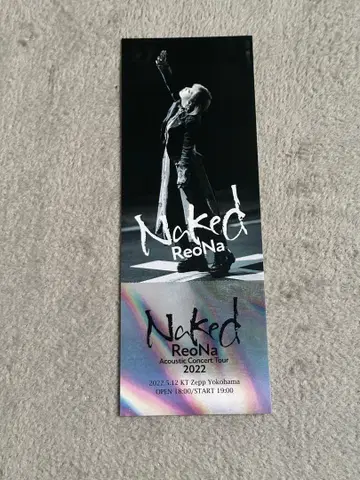 Naked
ReoNa
Naked
ReoNa
Acoustic Concert Tour
2022
2022.5.12 KT Zepp Yokohama
OPEN 18:00/START 19:00